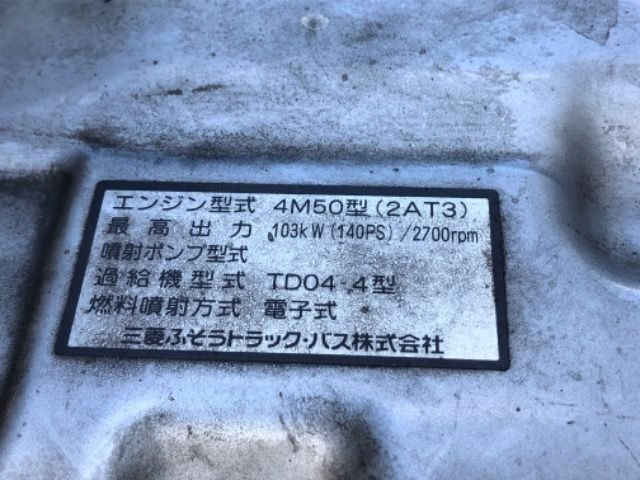 エンジン型式 4M50型(2AT3)
最高出力 103kW(140PS)/2700rpm
噴射ポンプ型式
過給機型式 TD04-4型
燃料噴射方式 電子式
三菱ふそうトラック・バス株式会社